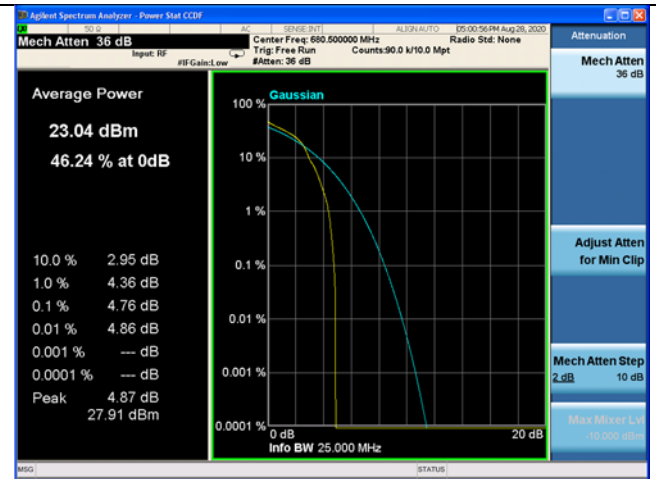 Agilent Spectrum Analyzer - Power Stat CCDF
50 Ω AC SENSE:INT ALIGN AUTO 05:00:56 PM Aug 28, 2020
Mech Atten 36 dB
Input: RF
#IFGain:Low
Center Freq: 680.500000 MHz
Radio Std: None
Trig: Free Run
Counts:90.0 k/10.0 Mpt
#Atten: 36 dB
Attenuation
Mech Atten
36 dB
Average Power
23.04 dBm
46.24 % at 0dB
10.0 % 2.95 dB
1.0 % 4.36 dB
0.1 % 4.76 dB
0.01 % 4.86 dB
0.001 % --- dB
0.0001 % --- dB
Peak 4.87 dB
27.91 dBm
Gaussian
100 %
10 %
1 %
0.1 %
0.01 %
0.001 %
0.0001 %
0 dB
20 dB
Info BW 25.000 MHz
Adjust Atten
for Min Clip
Mech Atten Step
2 dB 10 dB
Max Mixer Lvl
-10.000 dBm
MSG
STATUS